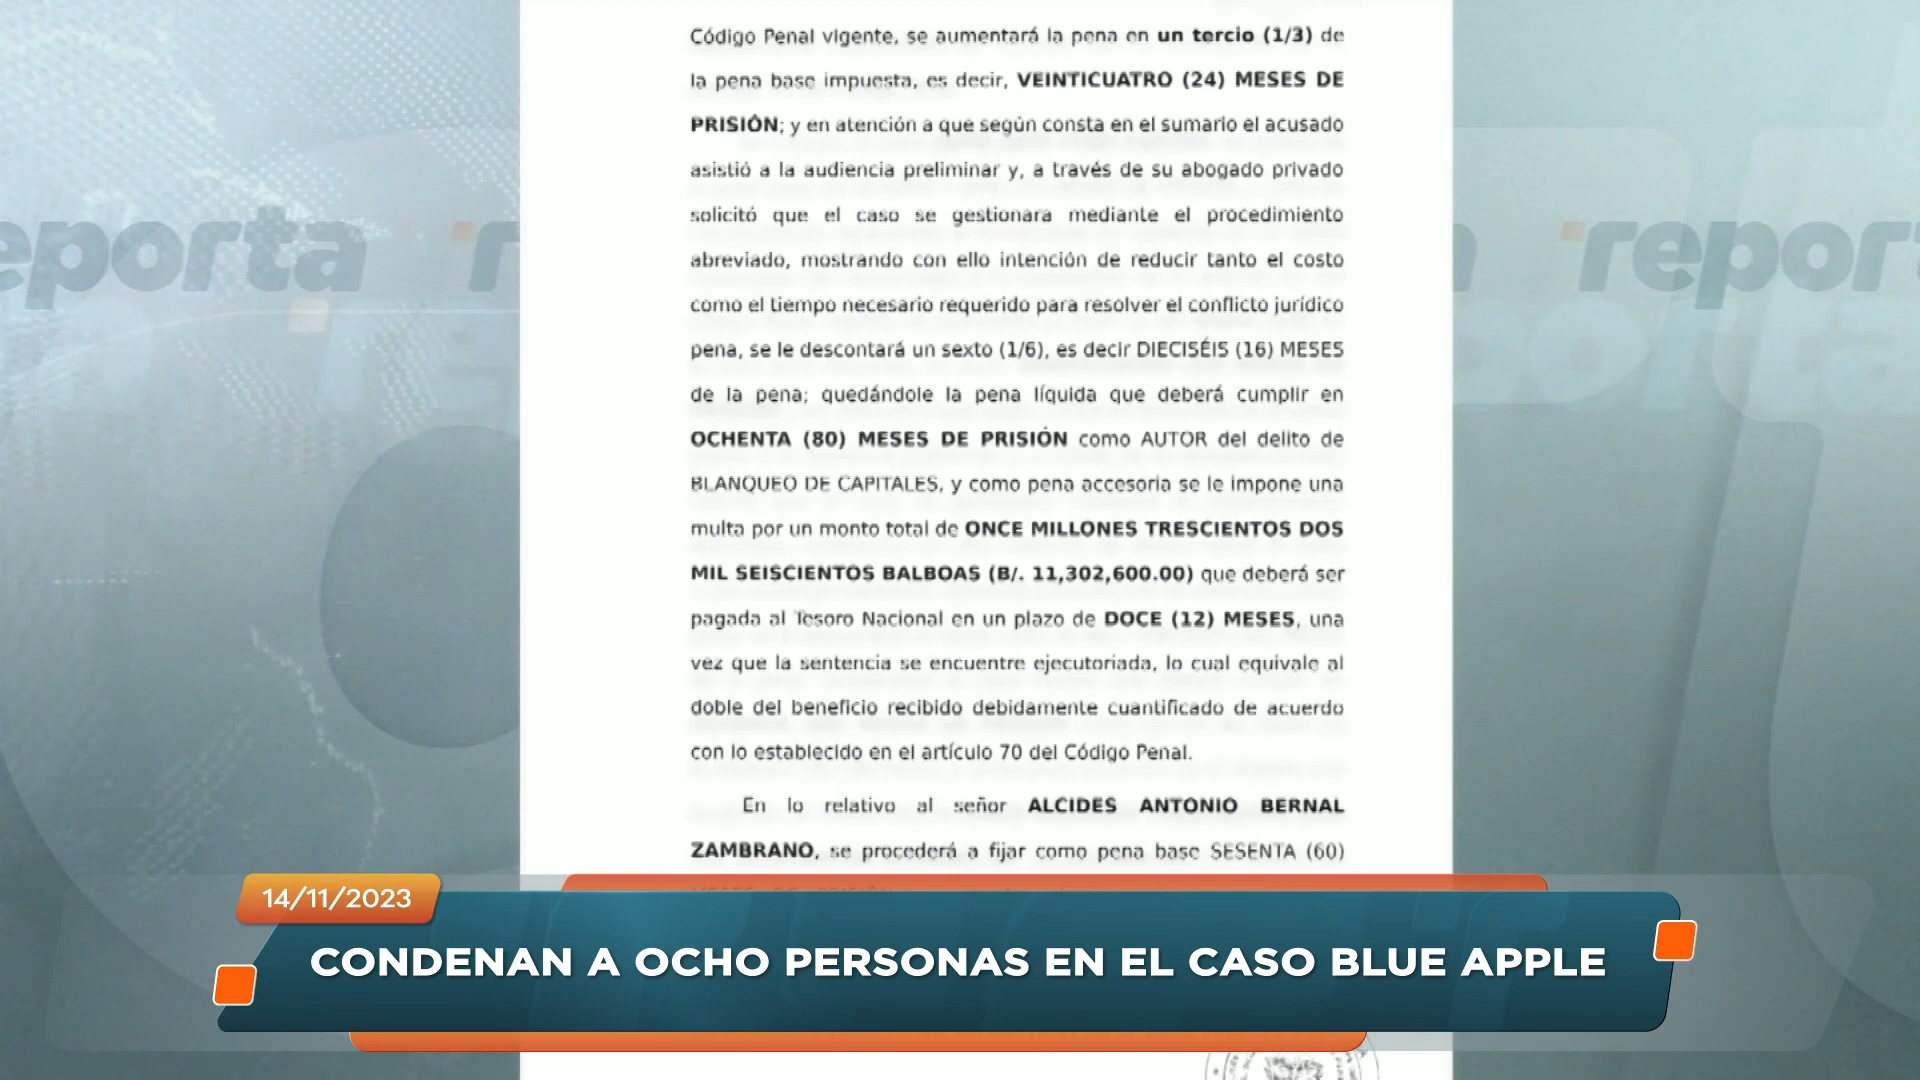 Código Penal vigente, se aumentará la pena en un tercio (1/3) de
la pena base impuesta, es decir, VEINTICUATRO (24) MESES DE
PRISIÓN; y en atención a que según consta en el sumario el acusado
asistió a la audiencia preliminar y, a través de su abogado privado
solicitó que el caso se gestionara mediante el procedimiento
abreviado, mostrando con ello intención de reducir tanto el costo
como el tiempo necesario requerido para resolver el conflicto jurídico
pena, se le descontará un sexto (1/6), es decir DIECISÉIS (16) MESES
de la pena; quedándole la pena líquida que deberá cumplir en
OCHENTA (80) MESES DE PRISIÓN como AUTOR del delito de
BLANQUEO DE CAPITALES, y como pena accesoria se le impone una
multa por un monto total de ONCE MILLONES TRESCIENTOS DOS
MIL SEISCIENTOS BALBOAS (B/. 11,302,600.00) que deberá ser
pagada al Tesoro Nacional en un plazo de DOCE (12) MESES, una
vez que la sentencia se encuentre ejecutoriada, lo cual equivale al
doble del beneficio recibido debidamente cuantificado de acuerdo
con lo establecido en el artículo 70 del Código Penal.
En lo relativo al señor ALCIDES ANTONIO BERNAL
ZAMBRANO, se procederá a fijar como pena base SESENTA (60)
14/11/2023
CONDENAN A OCHO PERSONAS EN EL CASO BLUE APPLE
eporta
repor